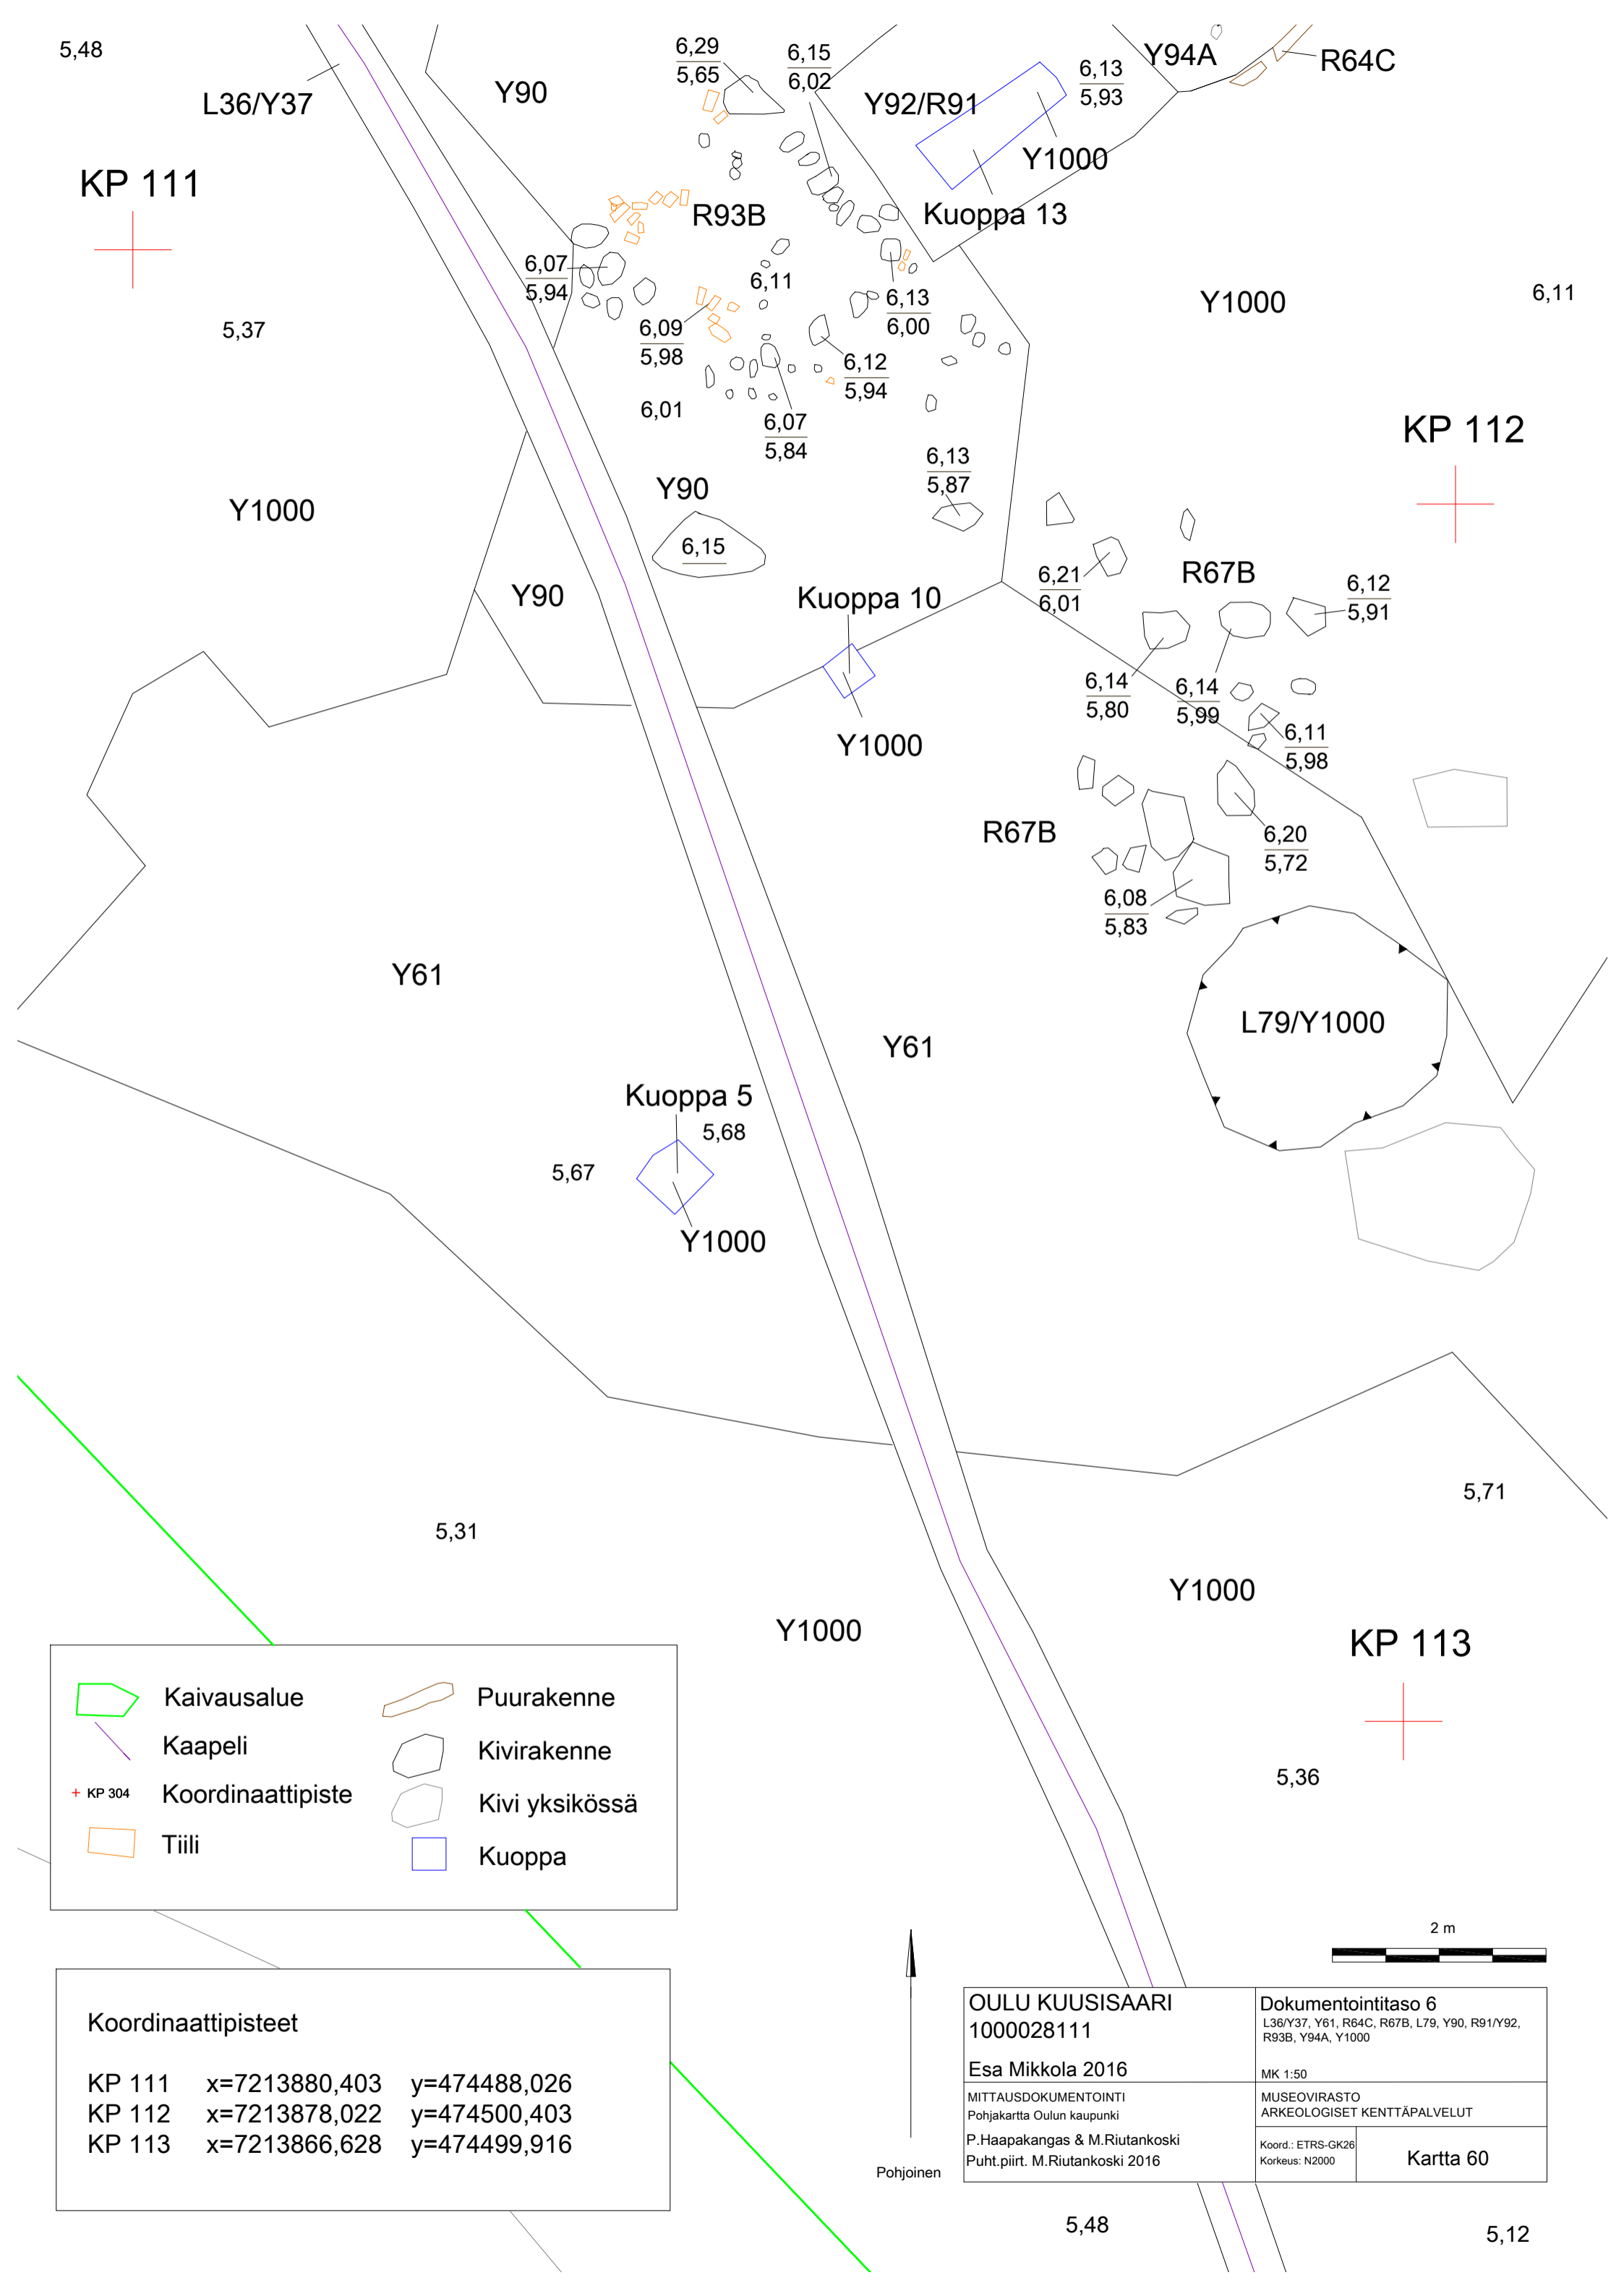 5,48
L36/Y37
Y90
6,29
5,65
6,15
6,02
Y92/R91
6,13
5,93
Y94A
R64C
Y1000
KP 111
Kuoppa 13
R93B
6,07
5,94
6,11
6,13
6,00
Y1000
6,11
5,37
6,09
5,98
6,12
5,94
6,01
6,07
5,84
KP 112
6,13
5,87
Y1000
Y90
6,15
R67B
6,21
6,01
6,12
5,91
Y90
Kuoppa 10
6,14
5,80
6,14
5,99
6,11
5,98
Y1000
R67B
6,20
5,72
6,08
5,83
Y61
L79/Y1000
Y61
Kuoppa 5
5,68
5,67
Y1000
5,71
5,31
Y1000
Y1000
KP 113
5,36
Kaivausalue
Kaapeli
KP 304
Koordinaattipiste
Tiili
Puurakenne
Kivirakenne
Kivi yksikössä
Kuoppa
Koordinaattipisteet
KP 111 x=7213880,403 y=474488,026
KP 112 x=7213878,022 y=474500,403
KP 113 x=7213866,628 y=474499,916
Pohjoinen
2 m
OULU KUUSISAARI
1000028111
Esa Mikkola 2016
MITTAUSDOKUMENTOINTI
Pohjakartta Oulun kaupunki
P.Haapakangas & M.Riutankoski
Puht.piirt. M.Riutankoski 2016
Dokumentointitaso 6
L36/Y37, Y61, R64C, R67B, L79, Y90, R91/Y92,
R93B, Y94A, Y1000
MK 1:50
MUSEOVIRASTO
ARKEOLOGISET KENTTÄPALVELUT
Koord.: ETRS-GK26
Korkeus: N2000
Kartta 60
5,48
5,12